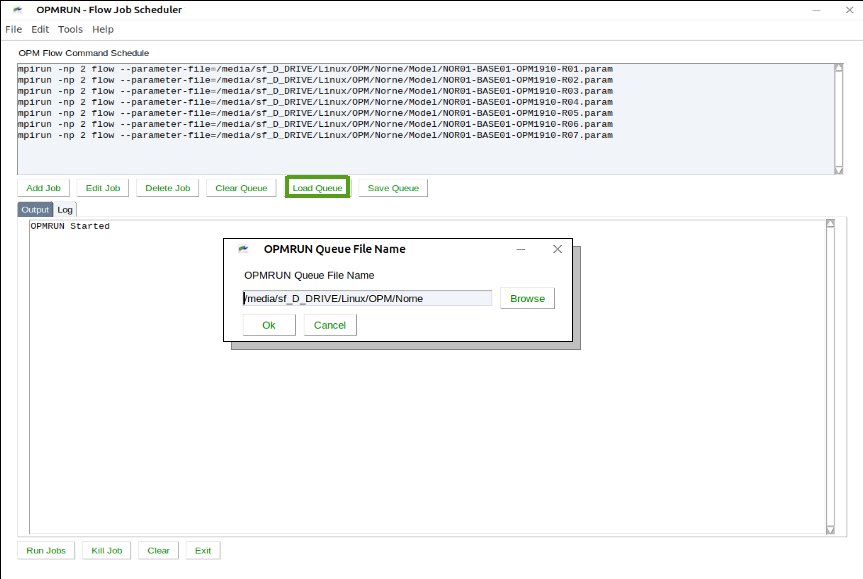 OPMRUN - Flow Job Scheduler
File Edit Tools Help
OPM Flow Command Schedule
mpirun -np 2 flow --parameter-file=/media/sf_D_DRIVE/Linux/OPM/Norne/Model/NOR01-BASE01-OPM1910-R01.param
mpirun -np 2 flow --parameter-file=/media/sf_D_DRIVE/Linux/OPM/Norne/Model/NOR01-BASE01-OPM1910-R02.param
mpirun -np 2 flow --parameter-file=/media/sf_D_DRIVE/Linux/OPM/Norne/Model/NOR01-BASE01-OPM1910-R03.param
mpirun -np 2 flow --parameter-file=/media/sf_D_DRIVE/Linux/OPM/Norne/Model/NOR01-BASE01-OPM1910-R04.param
mpirun -np 2 flow --parameter-file=/media/sf_D_DRIVE/Linux/OPM/Norne/Model/NOR01-BASE01-OPM1910-R05.param
mpirun -np 2 flow --parameter-file=/media/sf_D_DRIVE/Linux/OPM/Norne/Model/NOR01-BASE01-OPM1910-R06.param
mpirun -np 2 flow --parameter-file=/media/sf_D_DRIVE/Linux/OPM/Norne/Model/NOR01-BASE01-OPM1910-R07.param
Add Job Edit Job Delete Job Clear Queue Load Queue Save Queue
Output Log
OPMRUN Started
OPMRUN Queue File Name
OPMRUN Queue File Name
/media/sf_D_DRIVE/Linux/OPM/Norne Browse
Ok Cancel
Run Jobs Kill Job Clear Exit